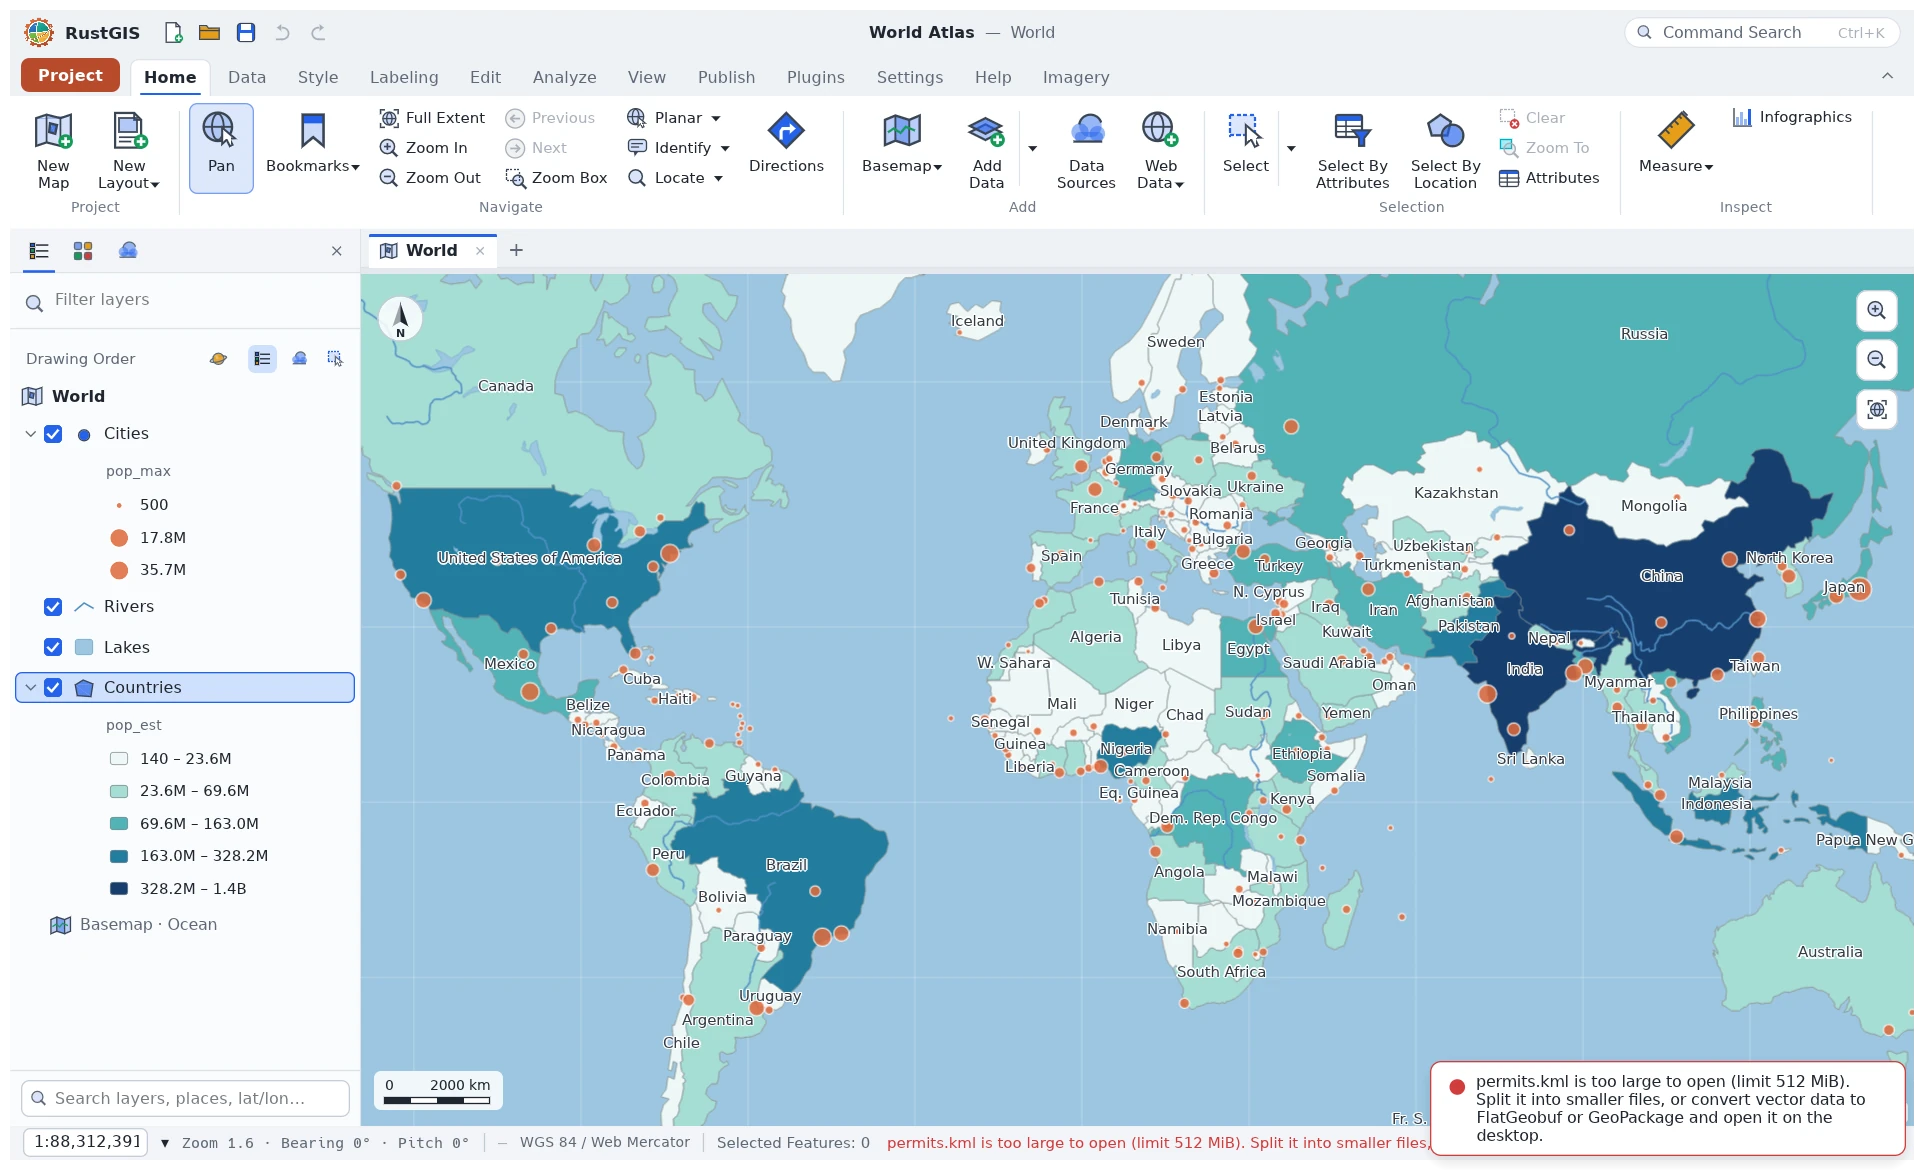 RustGIS
World Atlas — World
Command Search Ctrl+K
Project Home Data Style Labeling Edit Analyze View Publish Plugins Settings Help Imagery
New Map
New Layout
Project
Pan
Bookmarks
Full Extent
Zoom In
Zoom Out
Previous
Next
Zoom Box
Planar
Identify
Locate
Directions
Navigate
Basemap
Add Data
Data Sources
Web Data
Add
Select
Select By Attributes
Select By Location
Clear
Zoom To
Attributes
Selection
Measure
Infographics
Inspect
World
Filter layers
Drawing Order
World
Cities
pop_max
500
17.8M
35.7M
Rivers
Lakes
Countries
pop_est
140 – 23.6M
23.6M – 69.6M
69.6M – 163.0M
163.0M – 328.2M
328.2M – 1.4B
Basemap · Ocean
Search layers, places, lat/lon...
N
Iceland
Russia
Sweden
Canada
Estonia
Latvia
Denmark
United Kingdom
Belarus
Germany
Slovakia
Ukraine
Kazakhstan
France
Romania
Mongolia
Italy
Bulgaria
Georgia
Uzbekistan
United States of America
Spain
Greece
Turkey
Turkmenistan
North Korea
China
Japan
Tunisia
N. Cyprus
Iraq
Iran
Afghanistan
Israel
Pakistan
Algeria
Libya
Egypt
Kuwait
Nepal
Mexico
W. Sahara
Saudi Arabia
India
Taiwan
Cuba
Oman
Myanmar
Haiti
Belize
Mali
Niger
Chad
Sudan
Yemen
Thailand
Philippines
Nicaragua
Senegal
Guinea
Nigeria
Ethiopia
Panama
Liberia
Cameroon
Somalia
Sri Lanka
Colombia
Guyana
Eq. Guinea
Kenya
Malaysia
Indonesia
Ecuador
Dem. Rep. Congo
Papua New G
Peru
Brazil
Angola
Malawi
Bolivia
Mozambique
Paraguay
Namibia
Australia
South Africa
Uruguay
Argentina
Chile
Fr. S.
0 2000 km
permits.kml is too large to open (limit 512 MiB).
Split it into smaller files, or convert vector data to
FlatGeobuf or GeoPackage and open it on the
desktop.
1:88,312,391 Zoom 1.6 · Bearing 0° · Pitch 0° — WGS 84 / Web Mercator Selected Features: 0 permits.kml is too large to open (limit 512 MiB). Split it into smaller files,